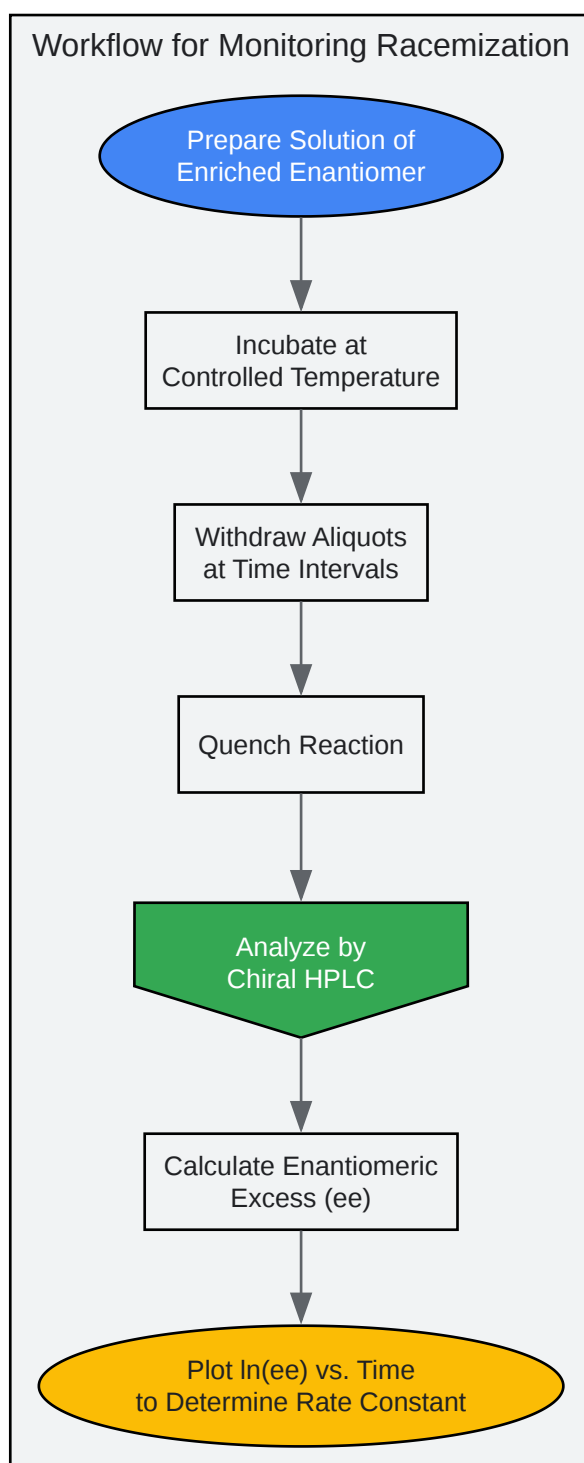 Workflow for Monitoring Racemization
Prepare Solution of
Enriched Enantiomer
Incubate at
Controlled Temperature
Withdraw Aliquots
at Time Intervals
Quench Reaction
Analyze by
Chiral HPLC
Calculate Enantiomeric
Excess (ee)
Plot ln(ee) vs. Time
to Determine Rate Constant